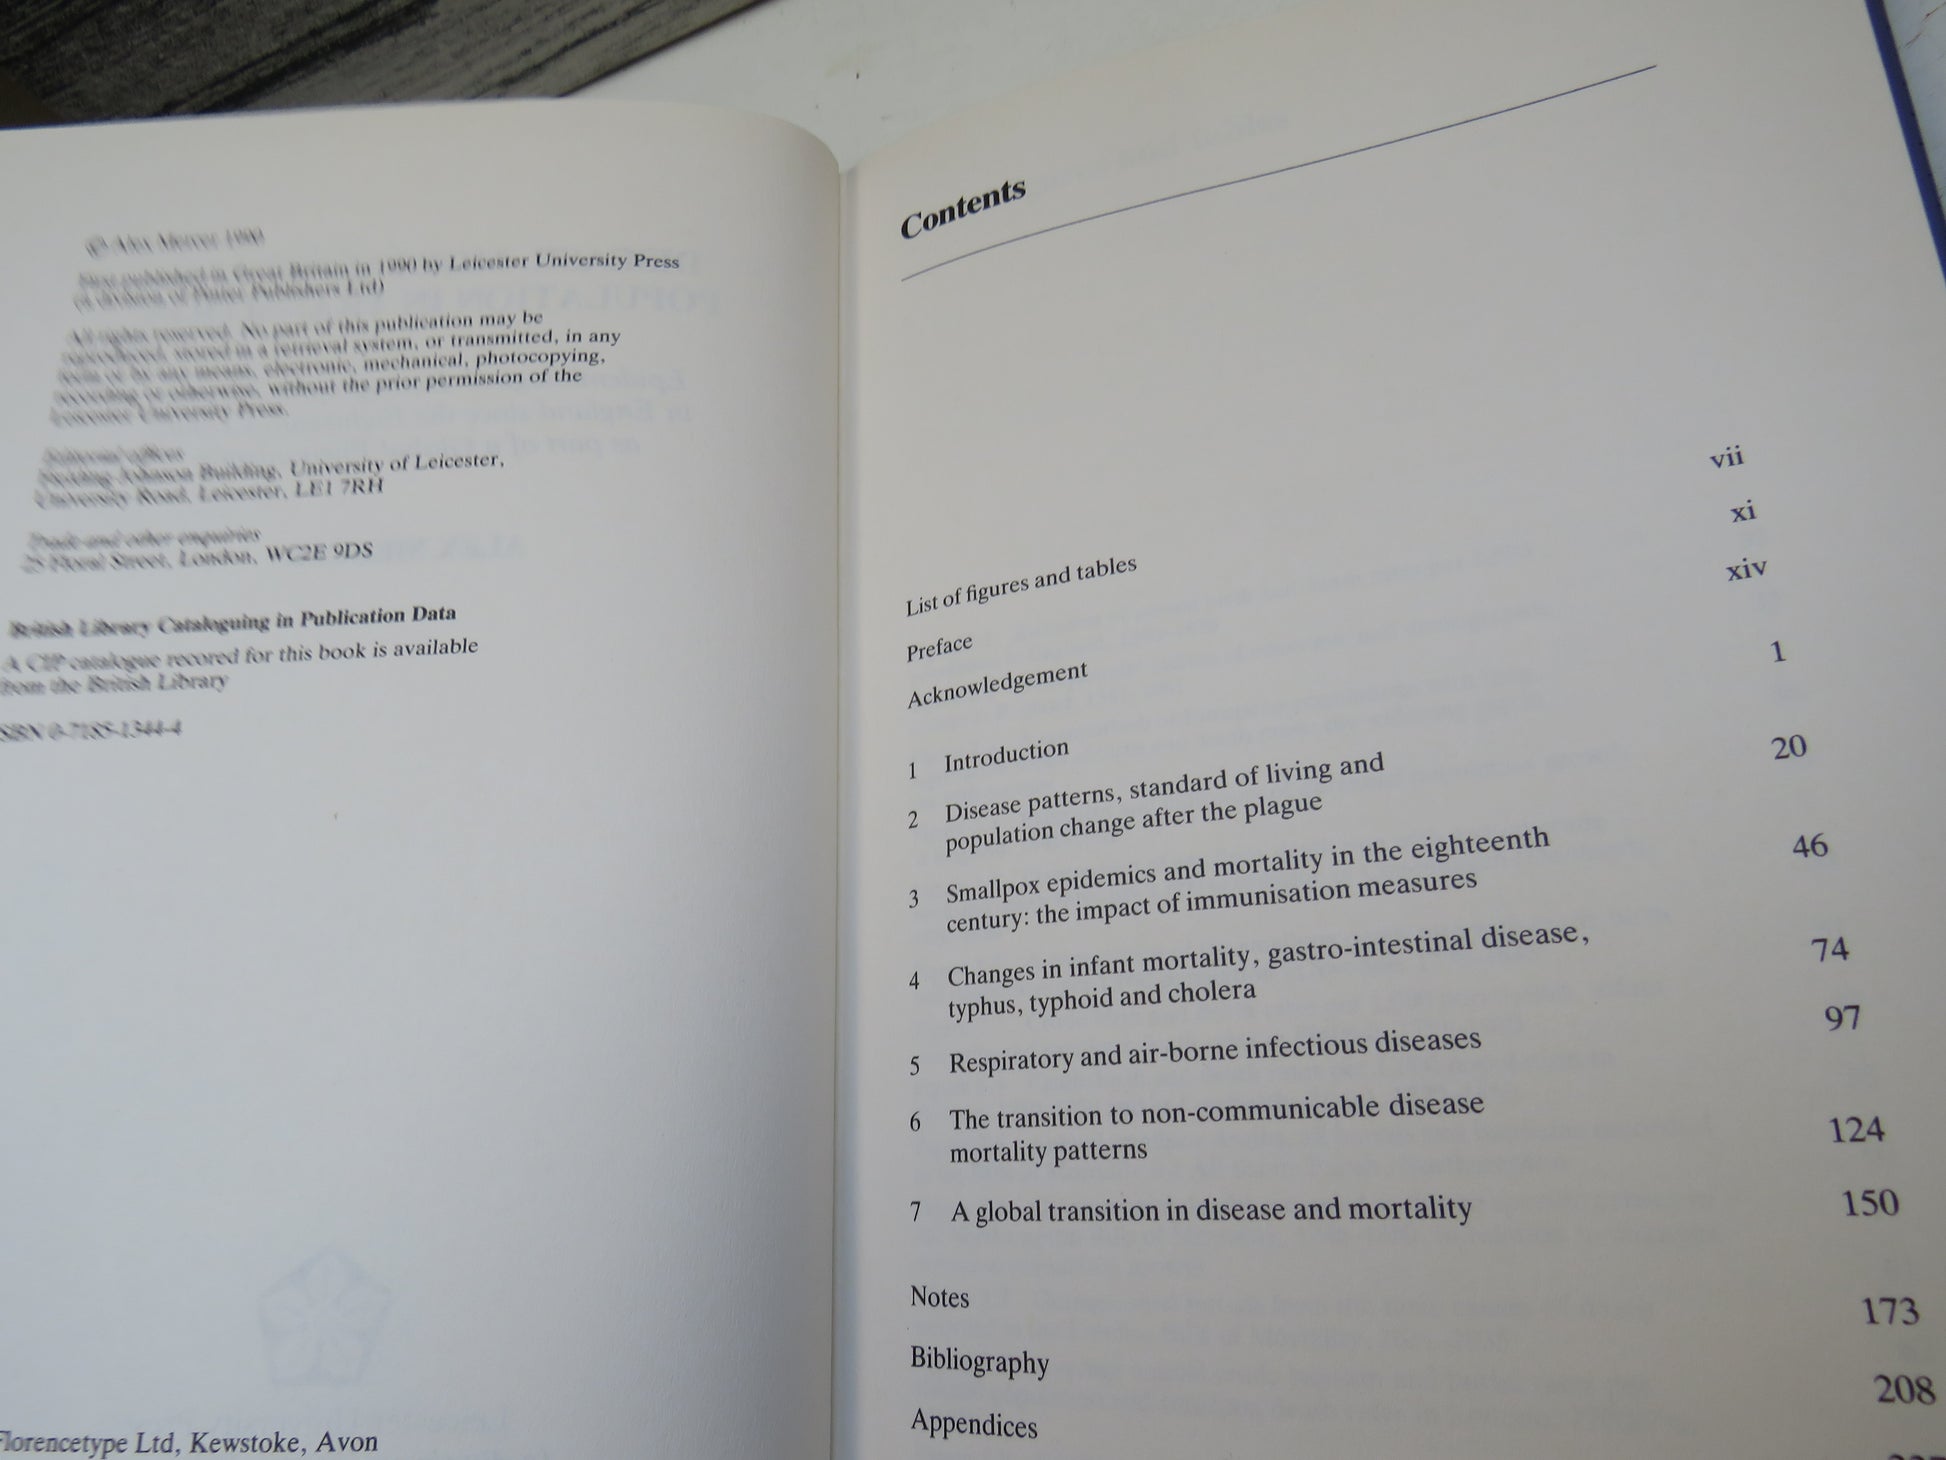 © Alex Mercer 1990
First published in Great Britain in 1990 by Leicester University Press
(a division of Pinter Publishers Ltd)
All rights reserved. No part of this publication may be
reproduced, stored in a retrieval system, or transmitted, in any
form or by any means, electronic, mechanical, photocopying,
recording or otherwise, without the prior permission of the
Leicester University Press.
Editorial offices
Fielding Johnson Building, University of Leicester,
University Road, Leicester, LE1 7RH
Trade and other enquiries
25 Floral Street, London, WC2E 9DS
British Library Cataloguing in Publication Data
A CIP catalogue recored for this book is available
from the British Library
ISBN 0-7185-1344-4
Florencetype Ltd, Kewstoke, Avon
Contents
List of figures and tables vii
Preface xi
Acknowledgement xiv
1 Introduction 1
2 Disease patterns, standard of living and
population change after the plague 20
3 Smallpox epidemics and mortality in the eighteenth
century: the impact of immunisation measures 46
4 Changes in infant mortality, gastro-intestinal disease,
typhus, typhoid and cholera 74
5 Respiratory and air-borne infectious diseases 97
6 The transition to non-communicable disease
mortality patterns 124
7 A global transition in disease and mortality 150
Notes 173
Bibliography 208
Appendices